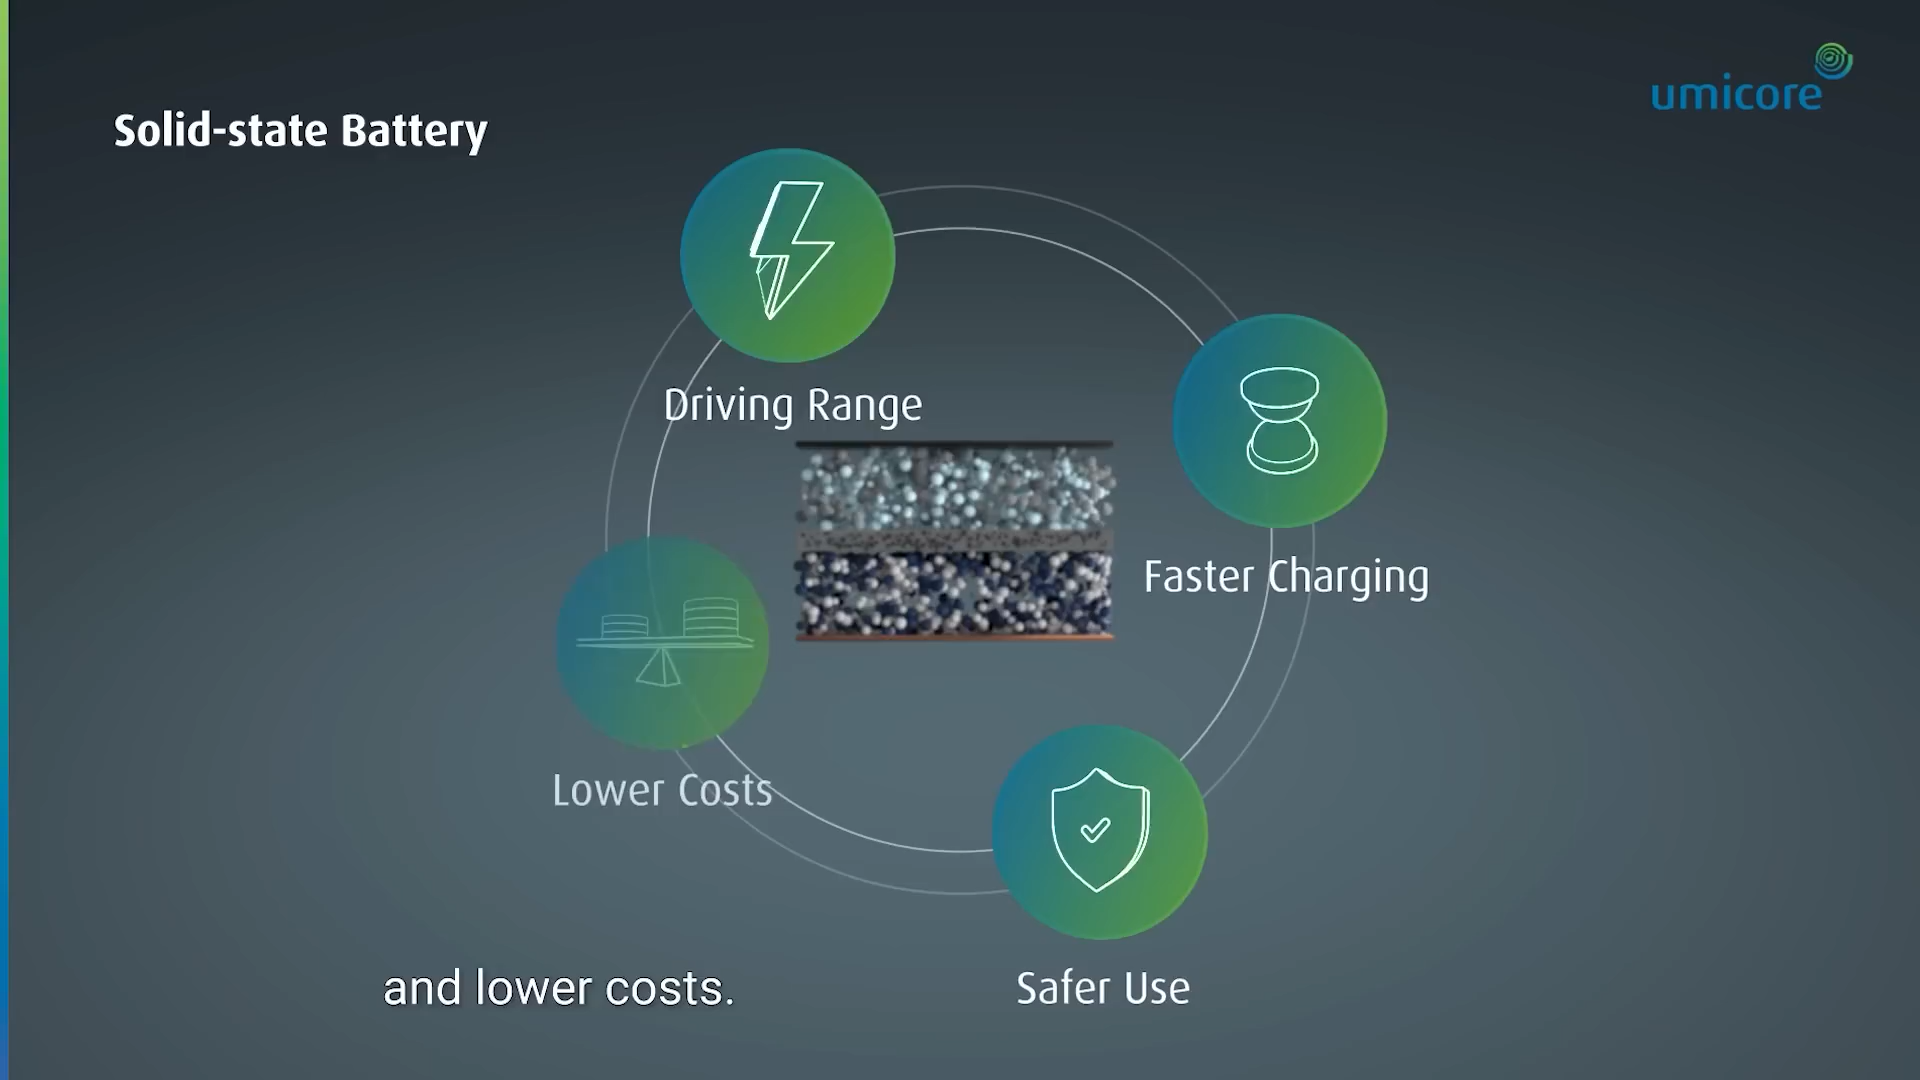 umicore
Solid-state Battery
Driving Range
Faster Charging
Lower Costs
Safer Use
and lower costs.